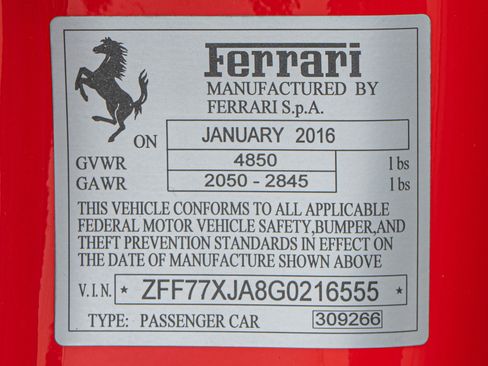 Ferrari
MANUFACTURED BY
FERRARI S.p.A.
ON JANUARY 2016
GVWR 4850 lbs
GAWR 2050 - 2845 lbs
THIS VEHICLE CONFORMS TO ALL APPLICABLE
FEDERAL MOTOR VEHICLE SAFETY,BUMPER,AND
THEFT PREVENTION STANDARDS IN EFFECT ON
THE DATE OF MANUFACTURE SHOWN ABOVE
V.I.N. * ZFF77XJA8G0216555 *
TYPE: PASSENGER CAR 309266